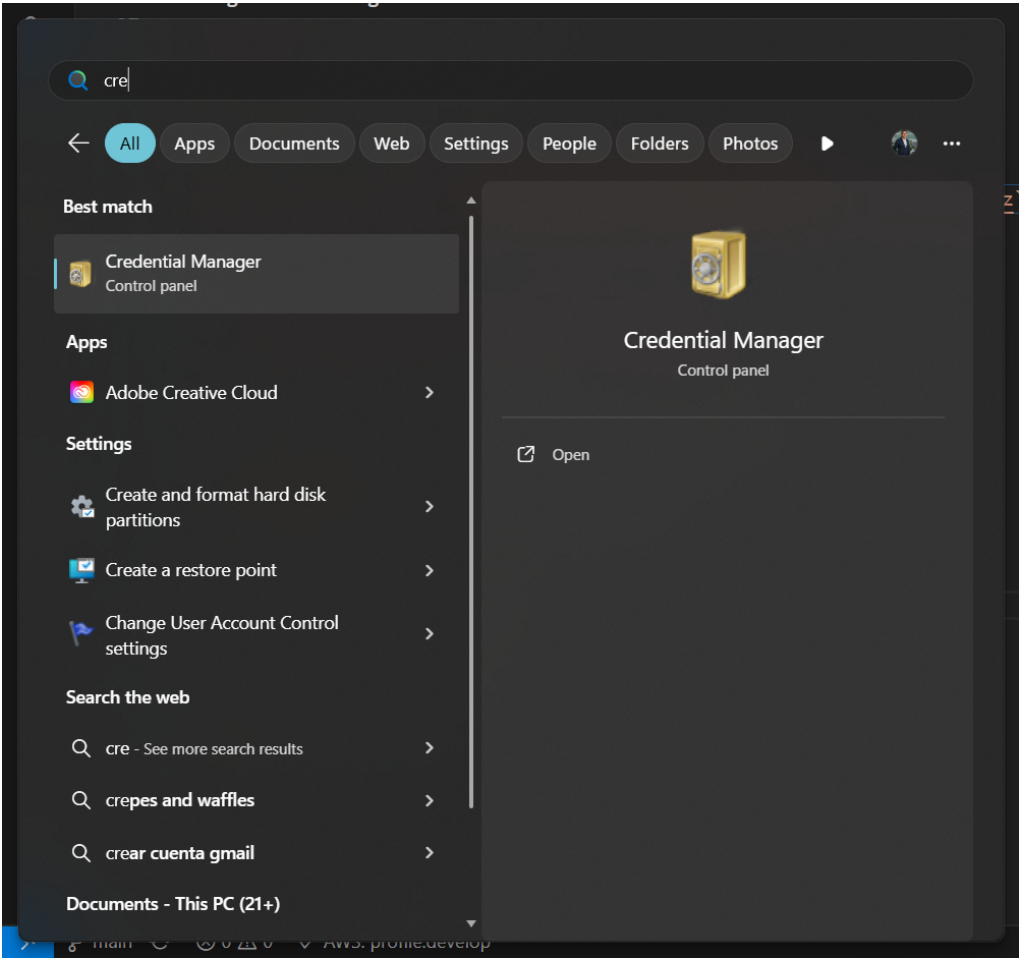 cre
All
Apps
Documents
Web
Settings
People
Folders
Photos
Best match
Credential Manager
Control panel
Apps
Adobe Creative Cloud
Settings
Create and format hard disk
partitions
Create a restore point
Change User Account Control
settings
Search the web
cre - See more search results
crepes and waffles
crear cuenta gmail
Documents - This PC (21+)
Credential Manager
Control panel
Open
z
main 0 0 AWS: profile:develop